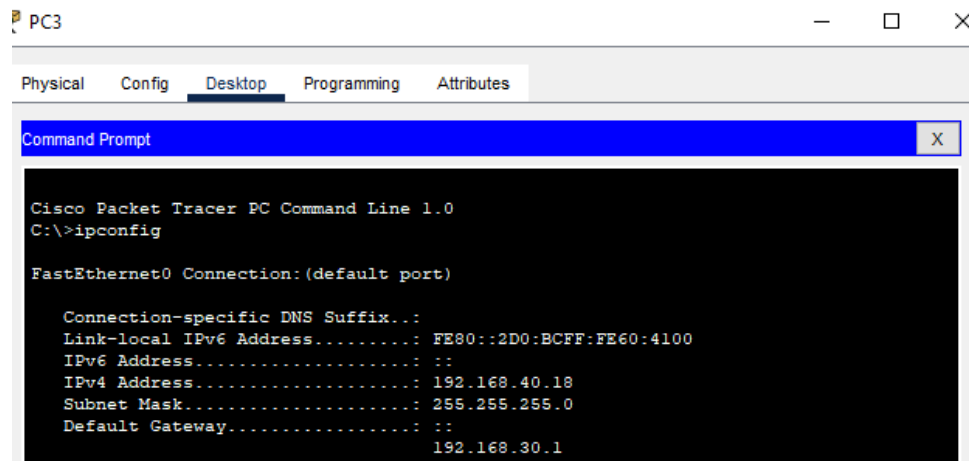 PC3
Physical Config Desktop Programming Attributes
Command Prompt
X
Cisco Packet Tracer PC Command Line 1.0
C:\>ipconfig
FastEthernet0 Connection:(default port)
Connection-specific DNS Suffix..:
Link-local IPv6 Address.........: FE80::2D0:BCFF:FE60:4100
IPv6 Address....................: ::
IPv4 Address....................: 192.168.40.18
Subnet Mask.....................: 255.255.255.0
Default Gateway.................: ::
192.168.30.1